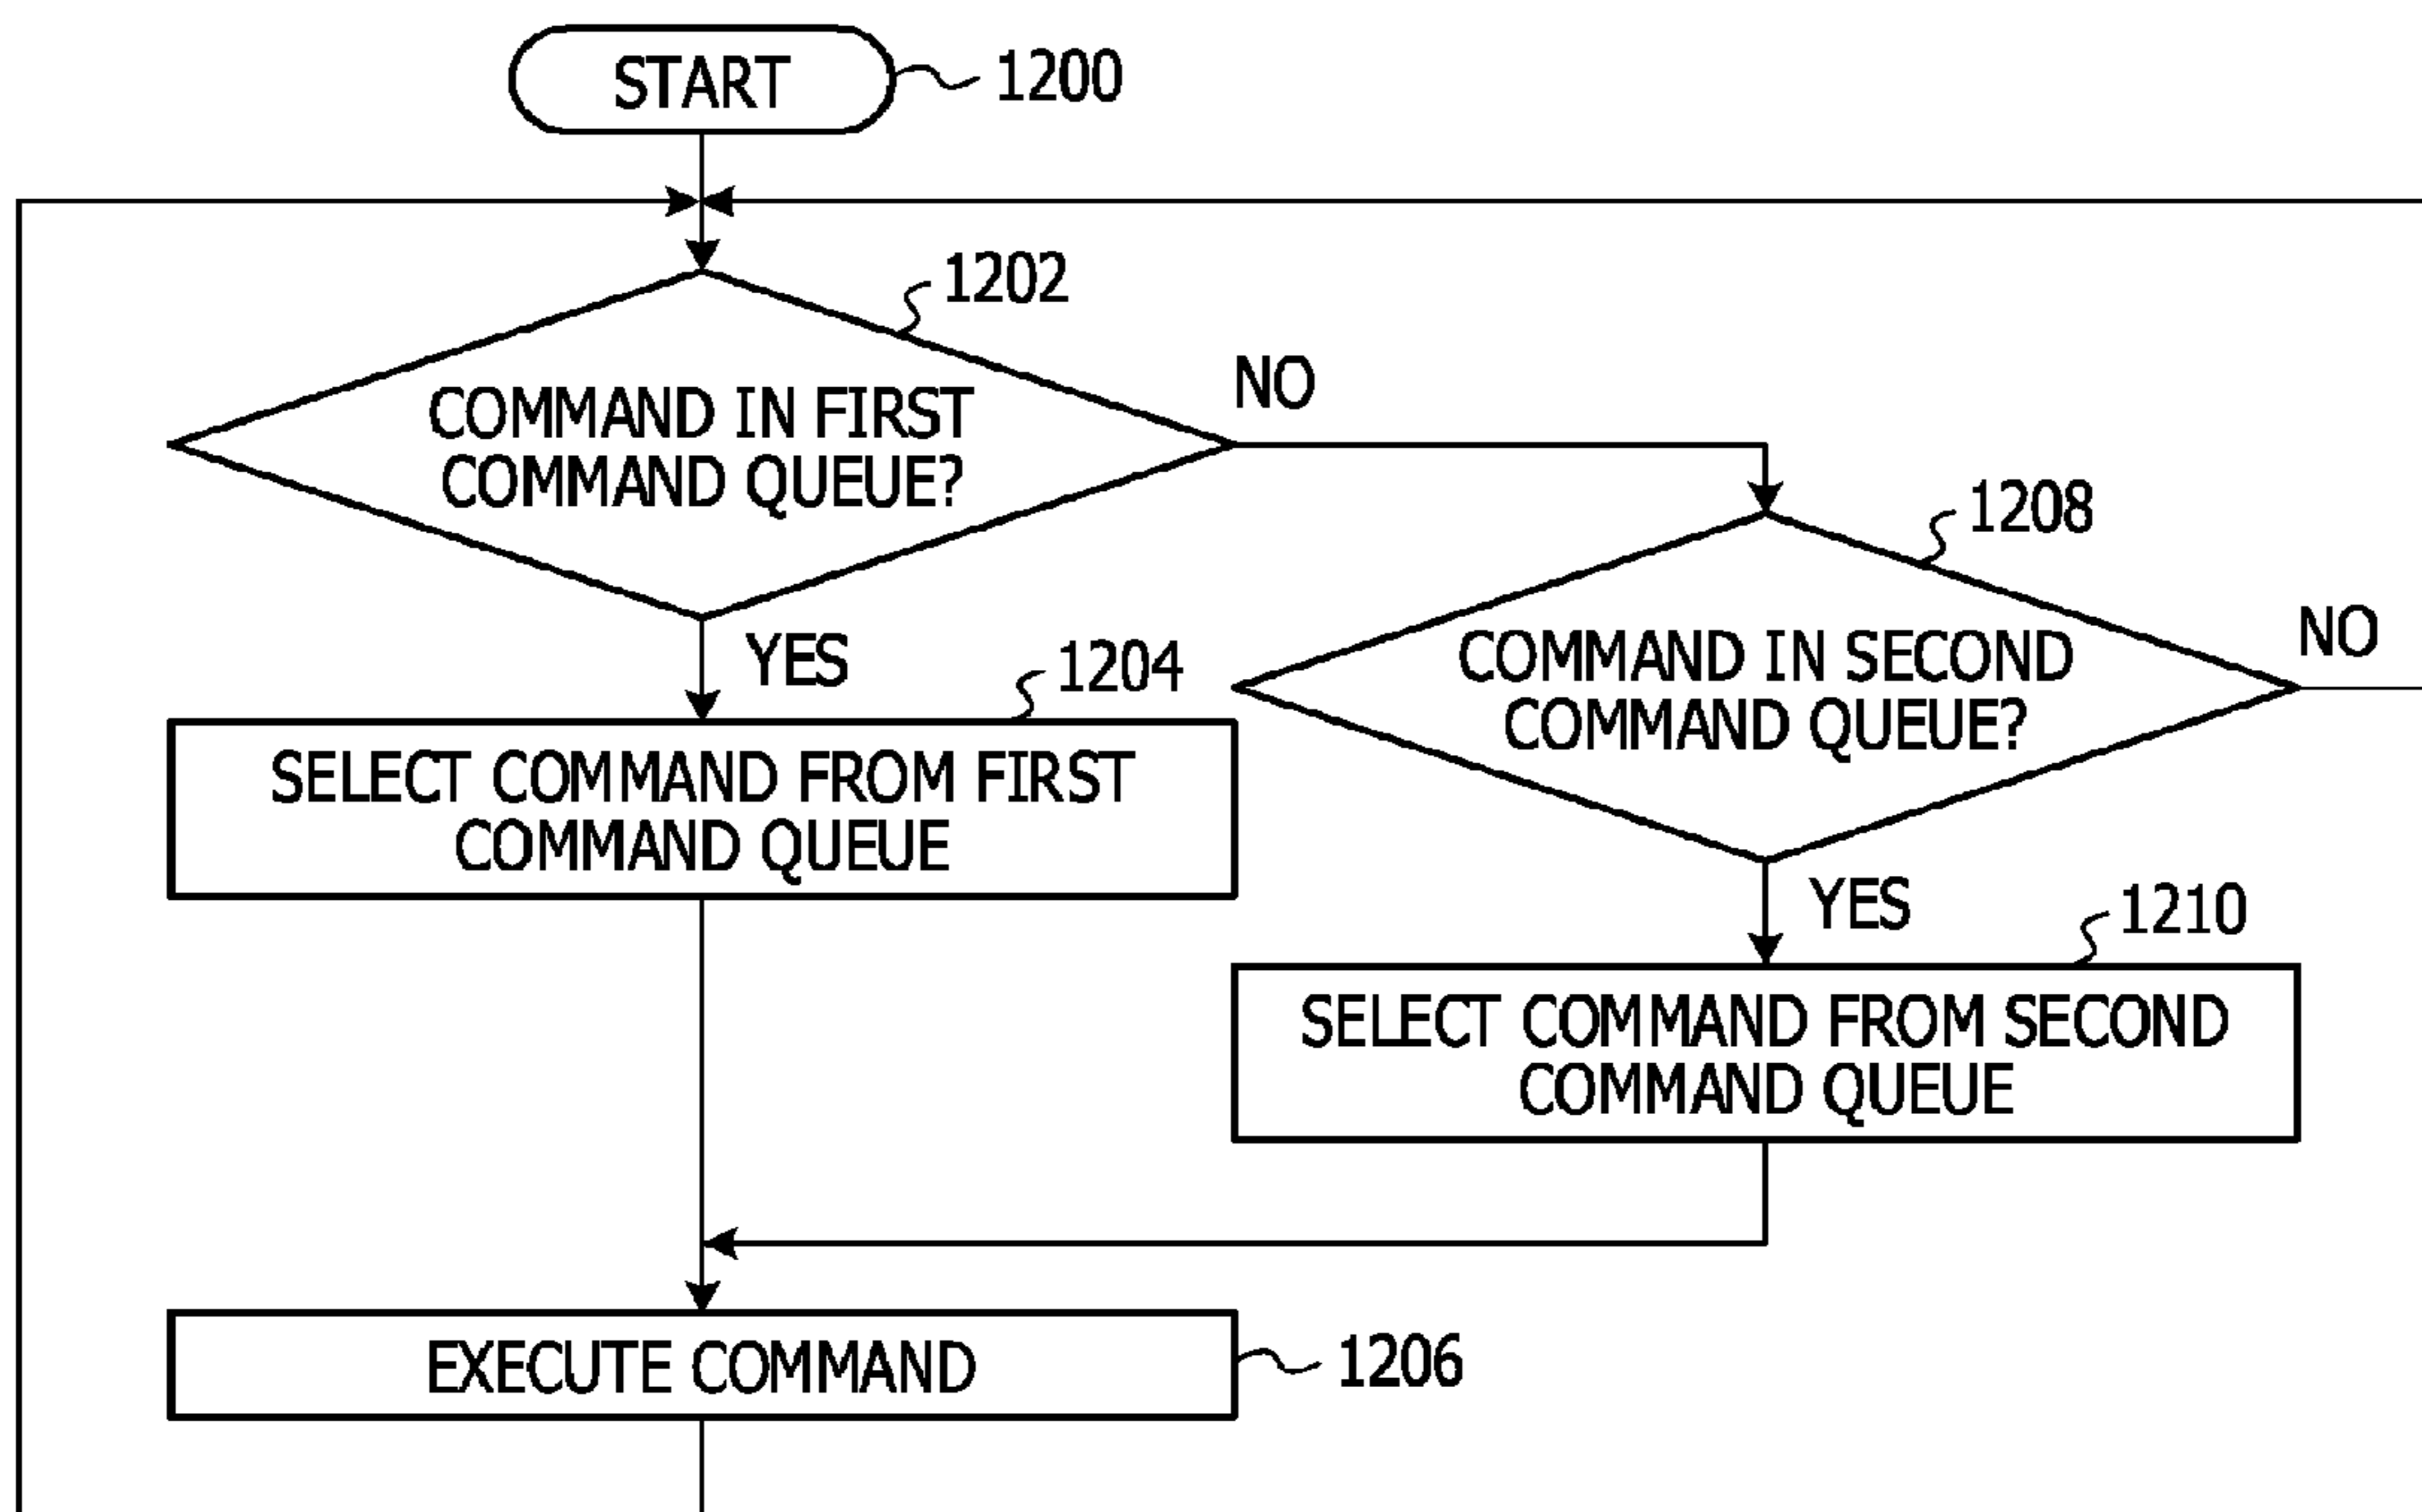 START
1200
1202
COMMAND IN FIRST
COMMAND QUEUE?
NO
YES
1204
SELECT COMMAND FROM FIRST
COMMAND QUEUE
1208
COMMAND IN SECOND
COMMAND QUEUE?
NO
YES
1210
SELECT COMMAND FROM SECOND
COMMAND QUEUE
EXECUTE COMMAND
1206